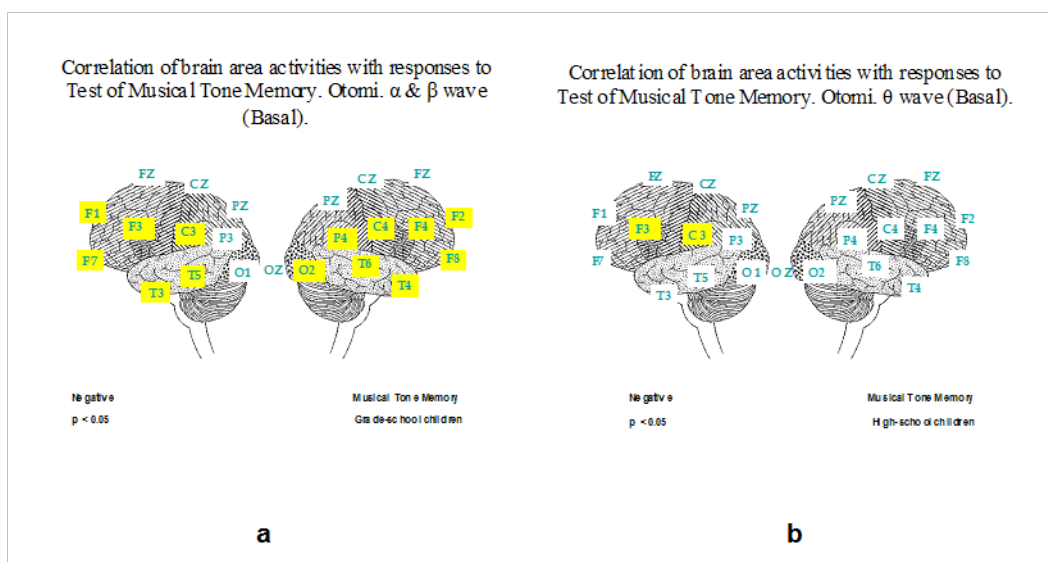 Correlation of brain area activities with responses to
Test of Musical Tone Memory. Otomi. α & β wave
(Basal).
FZ
CZ
PZ
F1
F3
C3
P3
F7
T5
O1
T3
OZ
CZ
FZ
PZ
F2
P4
C4
F4
O2
T6
F8
T4
Negative
p < 0.05
Musical Tone Memory
Grade-school children
a
Correlation of brain area activities with responses to
Test of Musical Tone Memory. Otomi. θ wave (Basal).
FZ
CZ
PZ
F1
F3
C3
P3
F7
T5
O1
T3
OZ
CZ
FZ
PZ
F2
P4
C4
F4
O2
T6
F8
T4
Negative
p < 0.05
Musical Tone Memory
High-school children
b